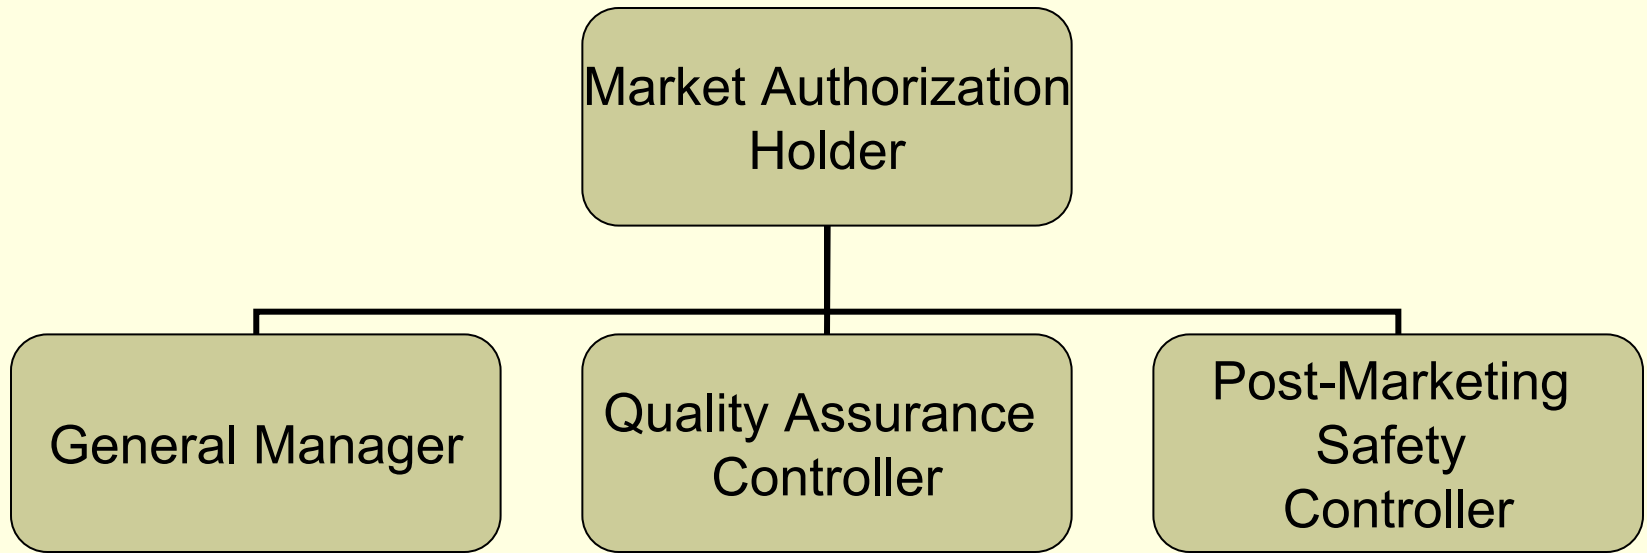 Market Authorization
Holder
General Manager
Quality Assurance
Controller
Post-Marketing
Safety
Controller